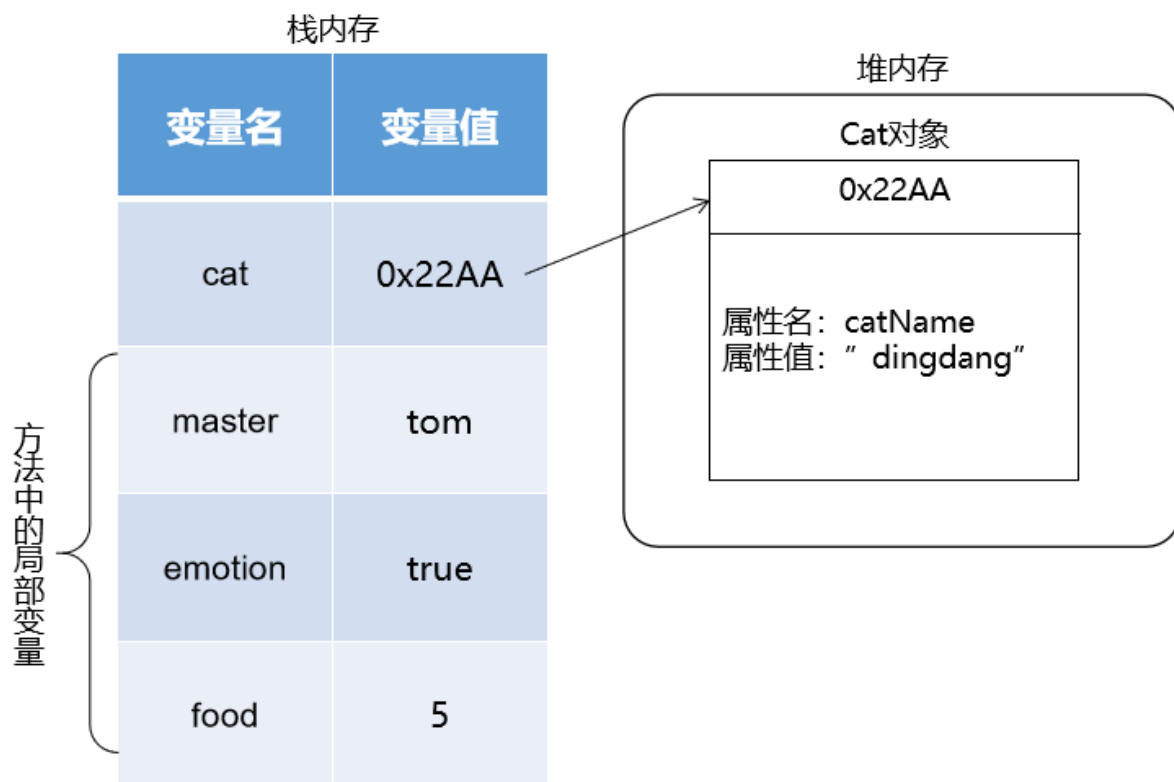 栈内存
变量名 变量值
cat 0x22AA
master tom
emotion true
food 5
方法中的局部变量
堆内存
Cat对象
0x22AA
属性名：catName
属性值：” dingdang”